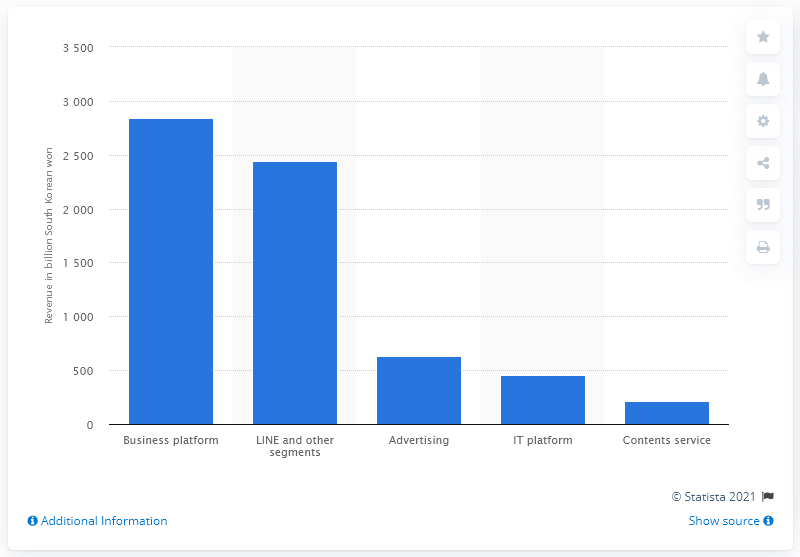 3 500
3 000
2 500
2 000
1 500
1 000
500
0
Revenue in billion South Korean won
Business platform
LINE and other
segments
Advertising
IT platform
Contents service
© Statista 2021
Additional Information
Show source